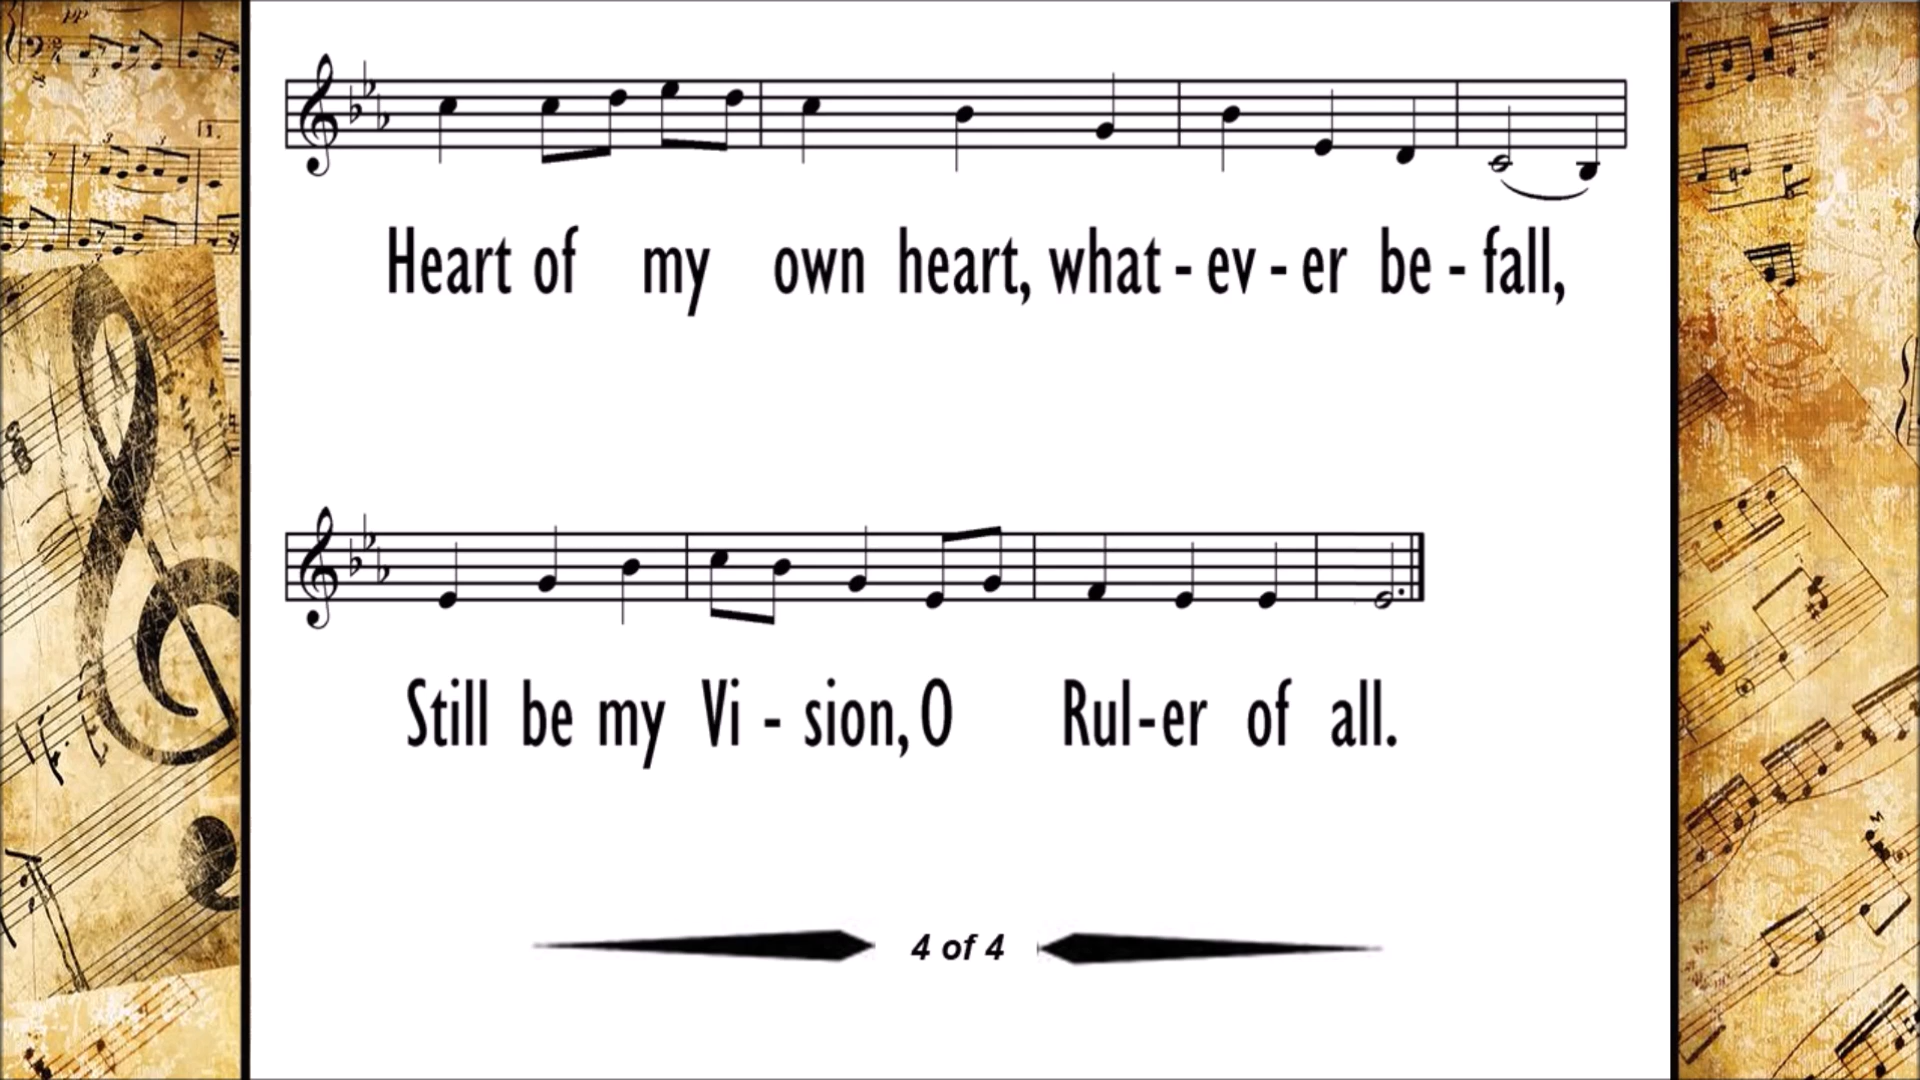 Heart of my own heart, what - ev - er be - fall,
Still be my Vi - sion, O Rul-er of all.
4 of 4